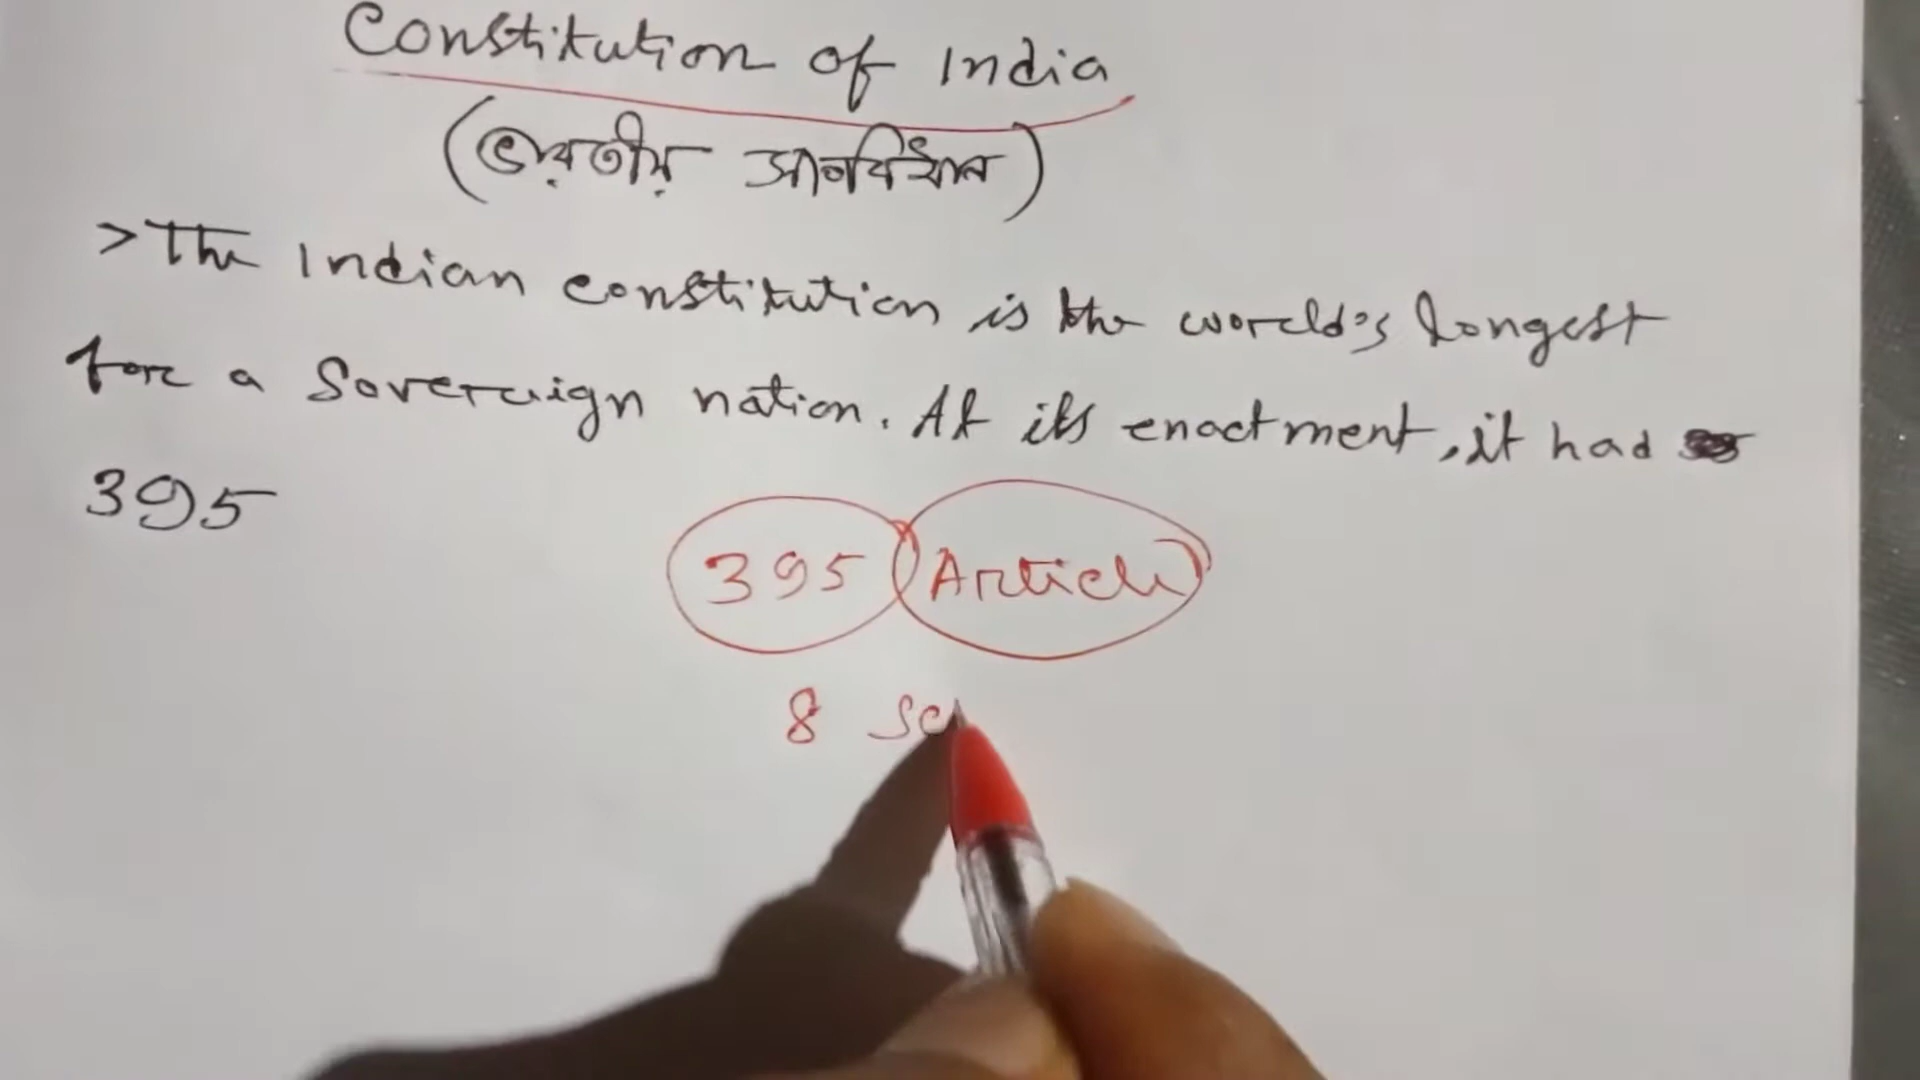 Constitution of India
(ভারতীয় সংবিধান)
> The Indian constitution is the world's longest
for a Sovereign nation. At its enactment, it had
395
395 Article
8 Sc